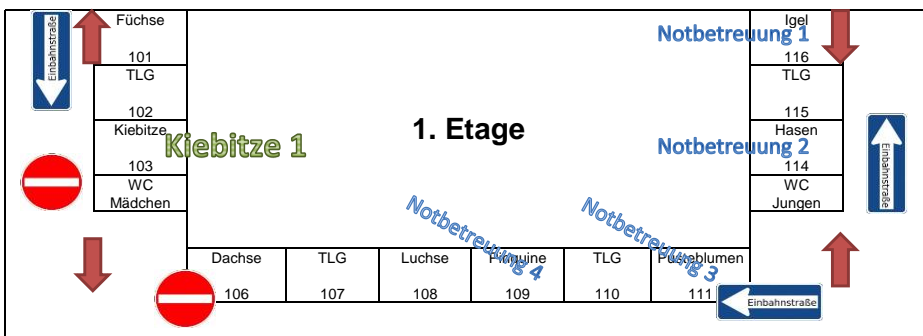 Einbahnstraße
Füchse
101
TLG
102
Kiebitze
103
WC
Mädchen
Kiebitze 1
1. Etage
Notbetreuung 1
Igel
116
TLG
115
Notbetreuung 2
Hasen
114
WC
Jungen
Einbahnstraße
Notbetreuung 4
Notbetreuung 3
Dachse
106
TLG
107
Luchse
108
Pinguine
109
TLG
110
Pusteblumen
111
Einbahnstraße